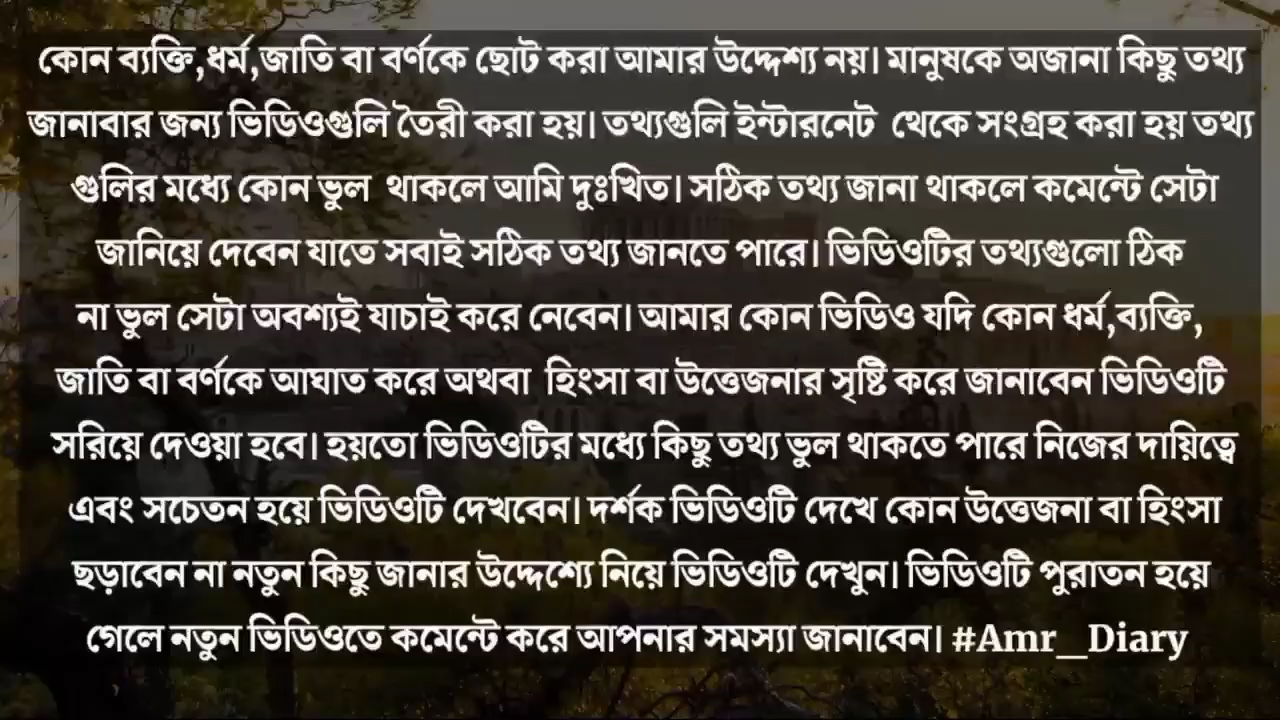 কোন ব্যক্তি,ধর্ম,জাতি বা বর্ণকে ছোট করা আমার উদ্দেশ্য নয়। মানুষকে অজানা কিছু তথ্য
জানাবার জন্য ভিডিওগুলি তৈরী করা হয়। তথ্যগুলি ইন্টারনেট থেকে সংগ্রহ করা হয় তথ্য
গুলির মধ্যে কোন ভুল থাকলে আমি দুঃখিত। সঠিক তথ্য জানা থাকলে কমেন্টে সেটা
জানিয়ে দেবেন যাতে সবাই সঠিক তথ্য জানতে পারে। ভিডিওটির তথ্যগুলো ঠিক
না ভুল সেটা অবশ্যই যাচাই করে নেবেন। আমার কোন ভিডিও যদি কোন ধর্ম,ব্যক্তি,
জাতি বা বর্ণকে আঘাত করে অথবা হিংসা বা উত্তেজনার সৃষ্টি করে জানাবেন ভিডিওটি
সরিয়ে দেওয়া হবে। হয়তো ভিডিওটির মধ্যে কিছু তথ্য ভুল থাকতে পারে নিজের দায়িত্বে
এবং সচেতন হয়ে ভিডিওটি দেখবেন। দর্শক ভিডিওটি দেখে কোন উত্তেজনা বা হিংসা
ছড়াবেন না নতুন কিছু জানার উদ্দেশ্যে নিয়ে ভিডিওটি দেখুন। ভিডিওটি পুরাতন হয়ে
গেলে নতুন ভিডিওতে কমেন্টে করে আপনার সমস্যা জানাবেন। #Amr_Diary